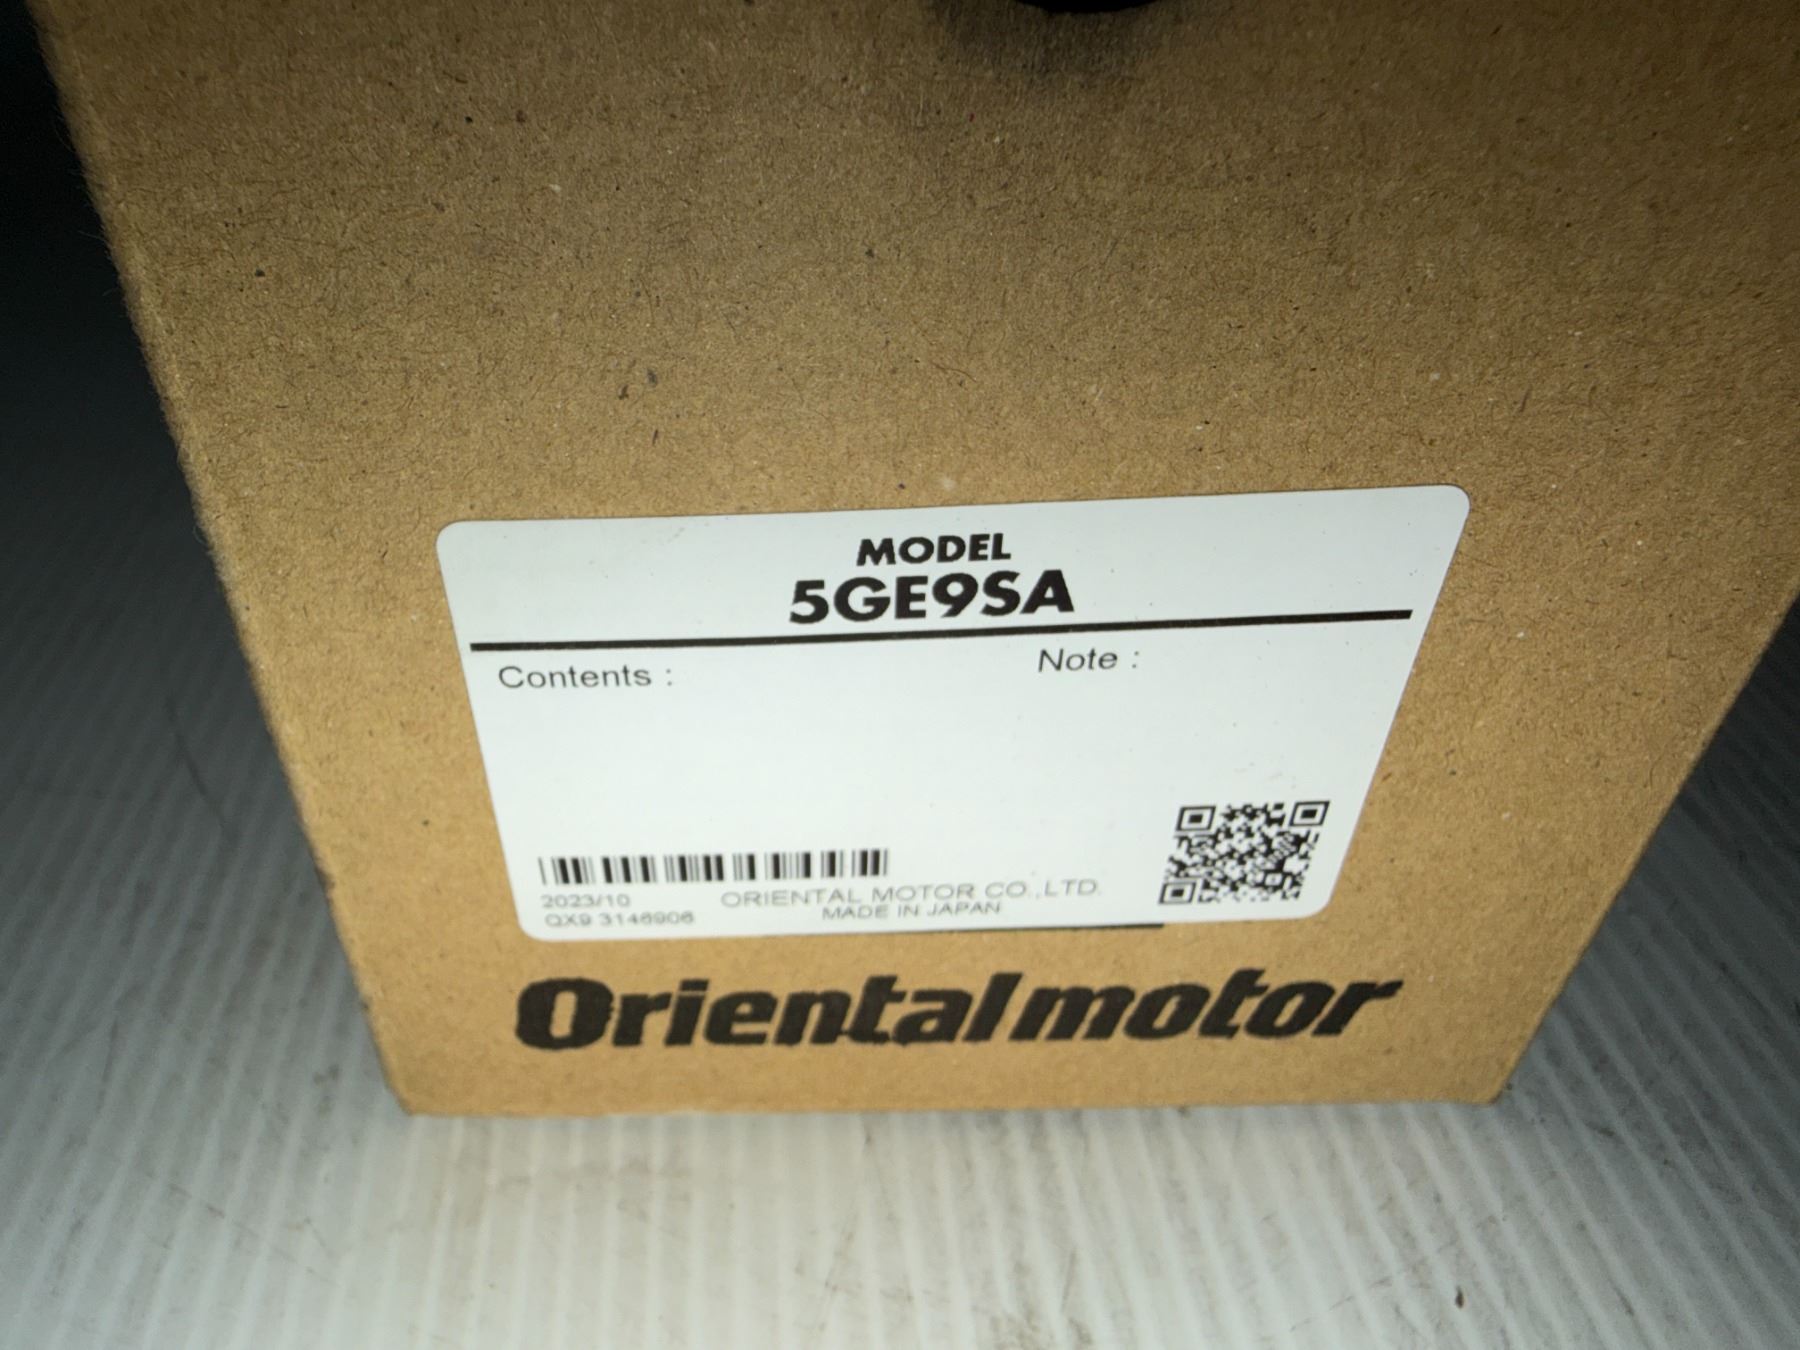 MODEL
5GE9SA
Contents :
Note :
2023/10
QX9 3146906
ORIENTAL MOTOR CO.,LTD.
MADE IN JAPAN
Orientalmotor